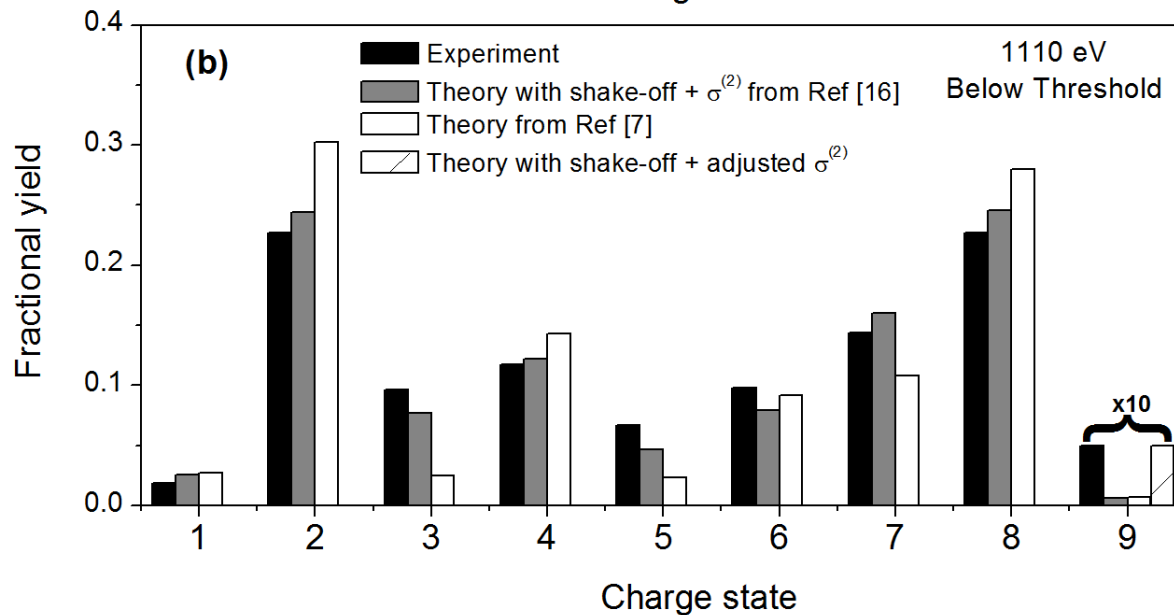 0.4
(b)
Experiment
1110 eV
Theory with shake-off + σ(2) from Ref [16]
Below Threshold
Theory from Ref [7]
Theory with shake-off + adjusted σ(2)
0.3
0.2
0.1
0.0
Fractional yield
x10
1 2 3 4 5 6 7 8 9
Charge state